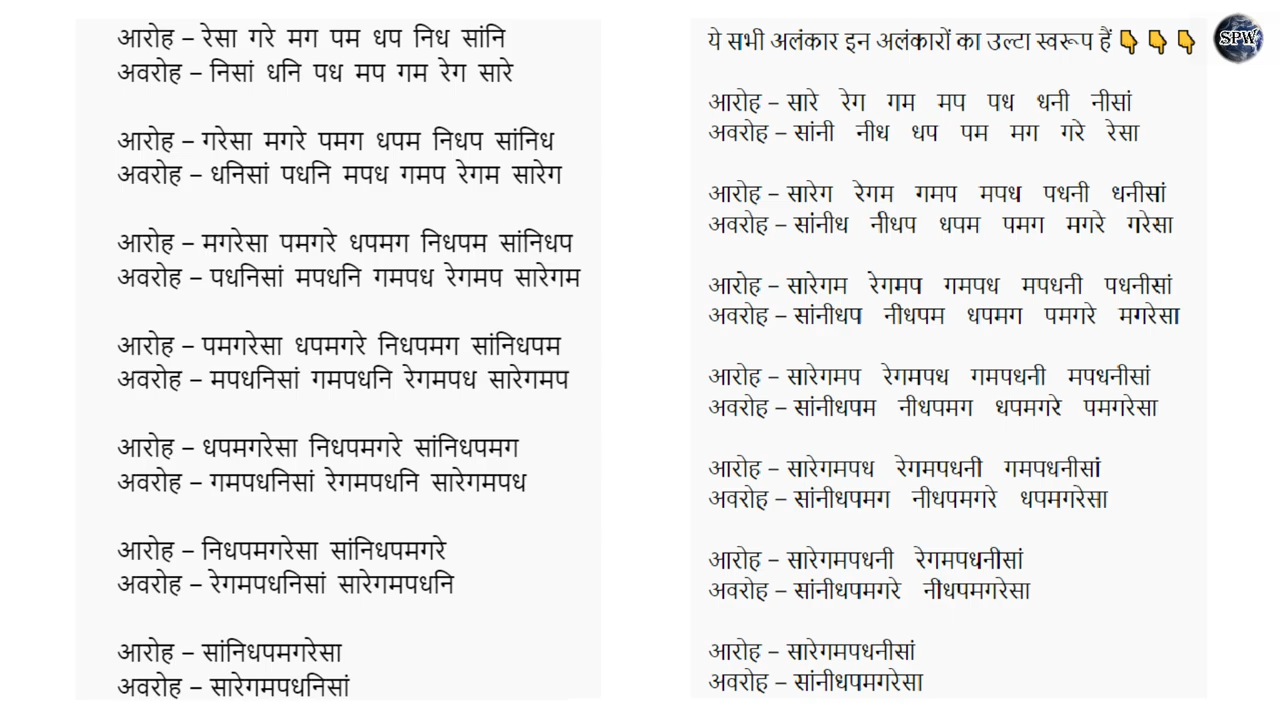 आरोह – रेसा गरे मग पम धप निध सांनि
अवरोह – निसां धनि पध मप गम रेग सारे
आरोह – गरेसा मगरे पमग धपम निधप सांनिध
अवरोह – धनिसां पधनि मपध गमप रेगम सारेग
आरोह – मगरेसा पमगरे धपमग निधपम सांनिधप
अवरोह – पधनिसां मपधनि गमपध रेगमप सारेगम
आरोह – पमगरेसा धपमगरे निधपमग सांनिधपम
अवरोह – मपधनिसां गमपधनि रेगमपध सारेगमप
आरोह – धपमगरेसा निधपमगरे सांनिधपमग
अवरोह – गमपधनिसां रेगमपधनि सारेगमपध
आरोह – निधपमगरेसा सांनिधपमगरे
अवरोह – रेगमपधनिसां सारेगमपधनि
आरोह – सांनिधपमगरेसा
अवरोह – सारेगमपधनिसां
ये सभी अलंकार इन अलंकारों का उल्टा स्वरूप हैं 👇 👇 👇
SPW
आरोह – सारे रेग गम मप पध धनी नीसां
अवरोह – सांनी नीध धप पम मग गरे रेसा
आरोह – सारेग रेगम गमप मपध पधनी धनीसां
अवरोह – सांनीध नीधप धपम पमग मगरे गरेसा
आरोह – सारेगम रेगमप गमपध मपधनी पधनीसां
अवरोह – सांनीधप नीधपम धपमग पमगरे मगरेसा
आरोह – सारेगमप रेगमपध गमपधनी मपधनीसां
अवरोह – सांनीधपम नीधपमग धपमगरे पमगरेसा
आरोह – सारेगमपध रेगमपधनी गमपधनीसां
अवरोह – सांनीधपमग नीधपमगरे धपमगरेसा
आरोह – सारेगमपधनी रेगमपधनीसां
अवरोह – सांनीधपमगरे नीधपमगरेसा
आरोह – सारेगमपधनीसां
अवरोह – सांनीधपमगरेसा